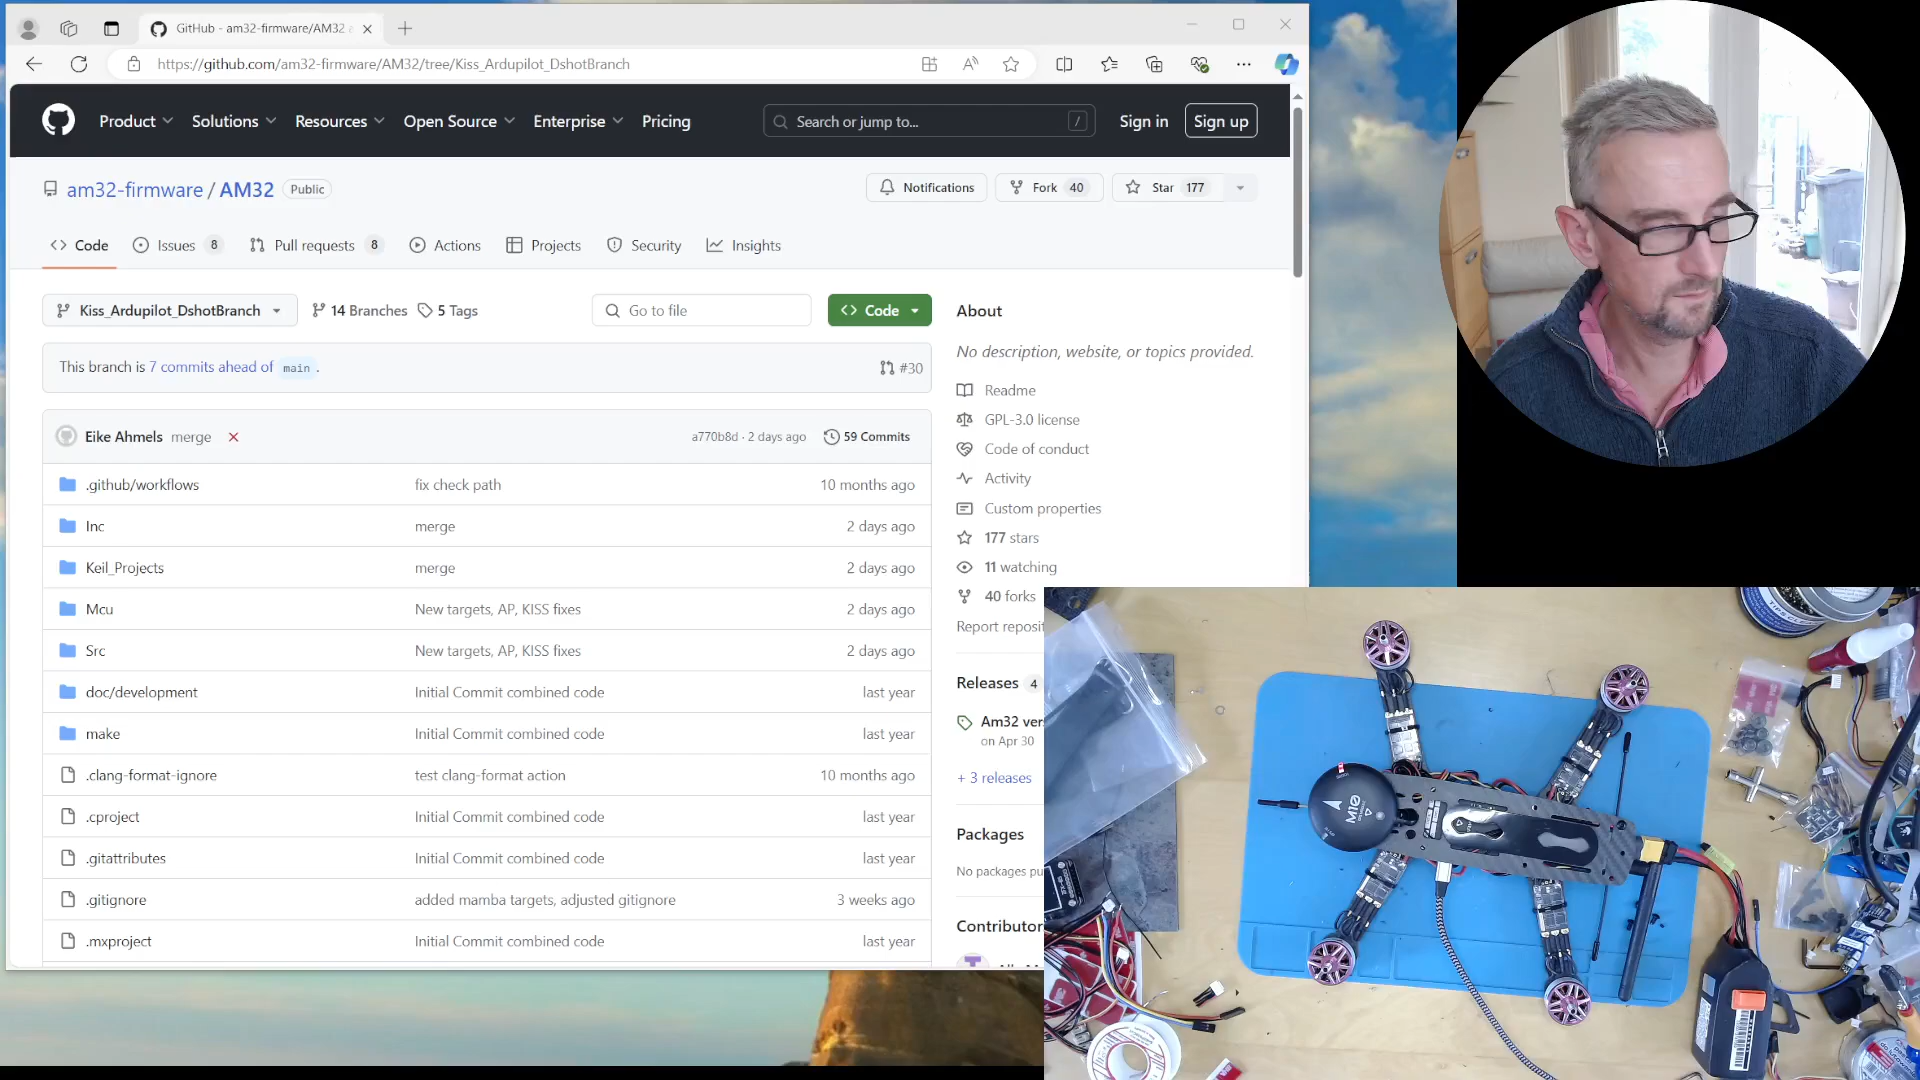 GitHub - am32-firmware/AM32 a
https://github.com/am32-firmware/AM32/tree/Kiss_Ardupilot_DshotBranch
Product Solutions Resources Open Source Enterprise Pricing
Search or jump to... /
Sign in Sign up
am32-firmware / AM32 Public
Notifications Fork 40 Star 177
Code Issues 8 Pull requests 8 Actions Projects Security Insights
Kiss_Ardupilot_DshotBranch 14 Branches 5 Tags Go to file Code
This branch is 7 commits ahead of main . #30
Eike Ahmels merge a770b8d · 2 days ago 59 Commits
.github/workflows fix check path 10 months ago
Inc merge 2 days ago
Keil_Projects merge 2 days ago
Mcu New targets, AP, KISS fixes 2 days ago
Src New targets, AP, KISS fixes 2 days ago
doc/development Initial Commit combined code last year
make Initial Commit combined code last year
.clang-format-ignore test clang-format action 10 months ago
.cproject Initial Commit combined code last year
.gitattributes Initial Commit combined code last year
.gitignore added mamba targets, adjusted gitignore 3 weeks ago
.mxproject Initial Commit combined code last year
About
No description, website, or topics provided.
Readme
GPL-3.0 license
Code of conduct
Activity
Custom properties
177 stars
11 watching
40 forks
Report reposi
Releases 4
Am32 ver
on Apr 30
+ 3 releases
Packages
No packages pu
Contributor
M10